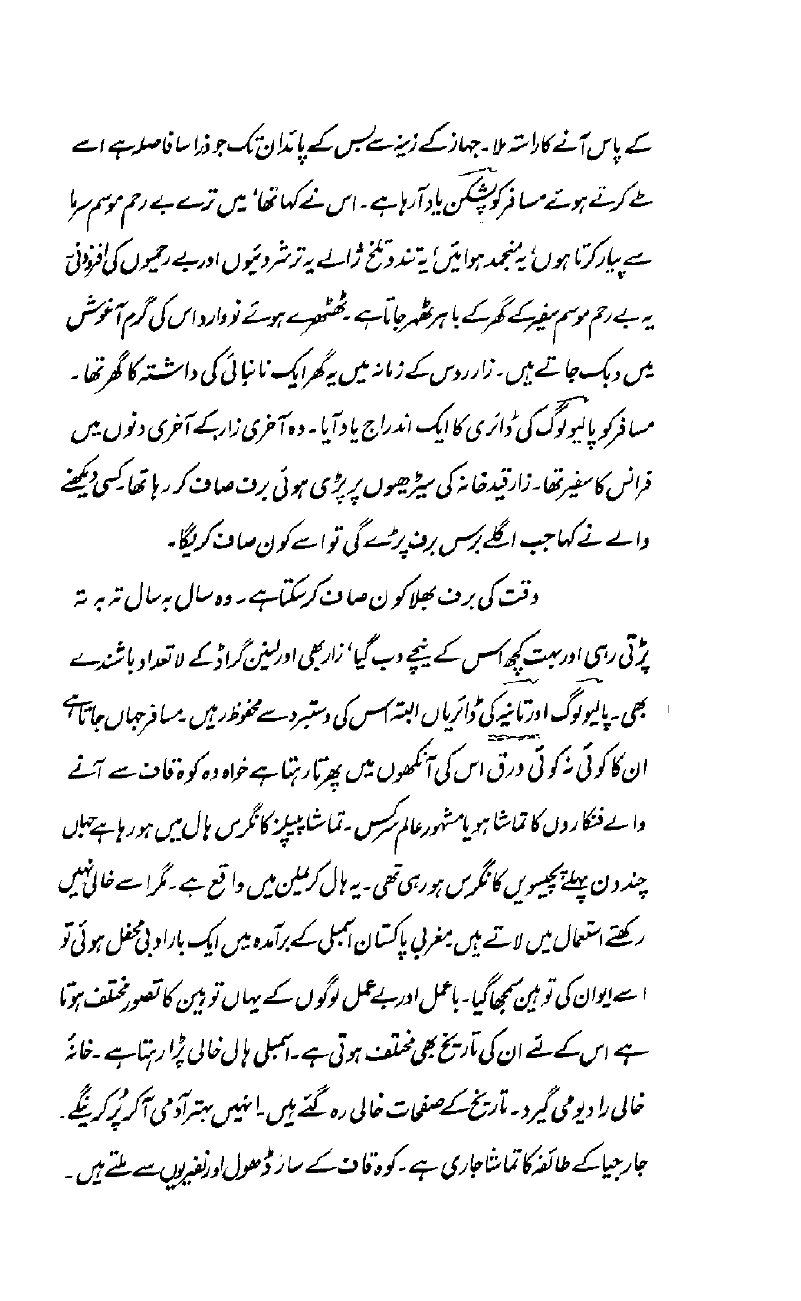 کے پاس آنے کا راستہ ملا۔ جہاز کے زینہ سے بس کے پائدان تک جو ذرا سا فاصلہ ہے اسے
طے کرتے ہوئے مسافر کو پشکن یاد آرہا ہے۔ اس نے کہا تھا، میں ترے بے رحم موسم سرما
سے پیار کرتا ہوں، یہ منجمد ہوائیں، یہ تند و تلخ ژالے یہ ترشروئیوں اور بے رحمیوں کی افزونی
یہ بے رحم موسم سفیر کے گھر کے باہر ٹھہر جاتا ہے۔ ٹھٹھرے ہوئے نووارد اس کی گرم آغوش
میں دبک جاتے ہیں۔ زار روس کے زمانہ میں یہ گھر ایک نانبائی کی داشتہ کا گھر تھا۔
مسافر کو پالیولوگ کی ڈائری کا ایک اندراج یاد آیا۔ وہ آخری زار کے آخری دنوں میں
فرانس کا سفیر تھا۔ زار قید خانہ کی سیڑھیوں پر پڑی ہوئی برف صاف کر رہا تھا کسی دیکھنے
والے نے کہا جب اگلے برس برف پڑے گی تو اسے کون صاف کریگا۔
وقت کی برف بھلا کون صاف کرسکتا ہے۔ وہ سال بہ سال تہ بہ تہ
پڑتی رہی اور بہت کچھ اس کے نیچے دب گیا، زار بھی اور لینن گراڈ کے لاتعداد باشندے
بھی۔ پالیولوگ اور تانیہ کی ڈائریاں البتہ اس کی دستبرد سے محفوظ رہیں۔ مسافر جہاں جاتا ہے
ان کا کوئی نہ کوئی ورق اس کی آنکھوں میں پھرتا رہتا ہے خواہ وہ کوہ قاف سے آنے
والے فنکاروں کا تماشا ہو یا مشہور عالم سرکس۔ تماشا پیپلز کانگرس ہال میں ہو رہا ہے جہاں
چند دن پہلے پچیسویں کانگرس ہو رہی تھی۔ یہ ہال کریملن میں واقع ہے۔ مگر اسے خالی نہیں
رکھتے استعمال میں لاتے ہیں مغربی پاکستان اسمبلی کے برآمدہ میں ایک بار ادبی محفل ہوئی تو
اسے ایوان کی توہین سمجھا گیا۔ باعمل اور بے عمل لوگوں کے یہاں توہین کا تصور مختلف ہوتا
ہے اس کے لئے ان کی تاریخ بھی مختلف ہوتی ہے۔ اسمبلی ہال خالی پڑا رہتا ہے۔ خانۂ
خالی را دیو می گیرد۔ تاریخ کے صفحات خالی رہ گئے ہیں۔ انہیں بہتر آدمی آکر پُر کرینگے۔
جارجیا کے طائفہ کا تماشا جاری ہے۔ کوہ قاف کے ساز ڈھول اور نفیریوں سے ملتے ہیں۔